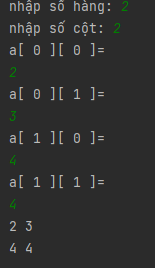 nhập số hàng: 2
nhập số cột: 2
a[ 0 ][ 0 ]=
2
a[ 0 ][ 1 ]=
3
a[ 1 ][ 0 ]=
4
a[ 1 ][ 1 ]=
4
2 3
4 4